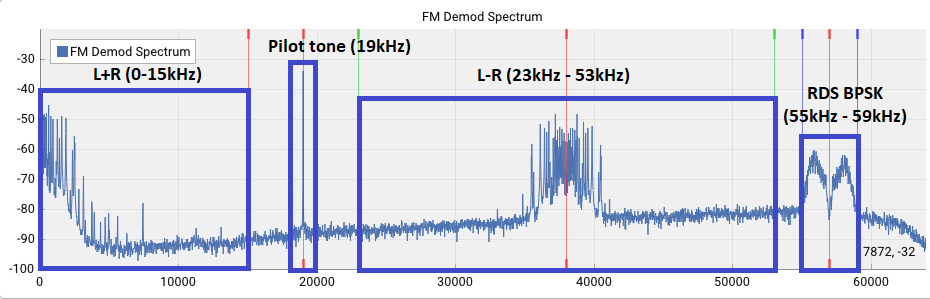 FM Demod Spectrum
FM Demod Spectrum
Pilot tone (19kHz)
L+R (0-15kHz)
L-R (23kHz - 53kHz)
RDS BPSK
(55kHz - 59kHz)
-30
-40
-50
-60
-70
-80
-90
-100
7872, -32
0
10000
20000
30000
40000
50000
60000